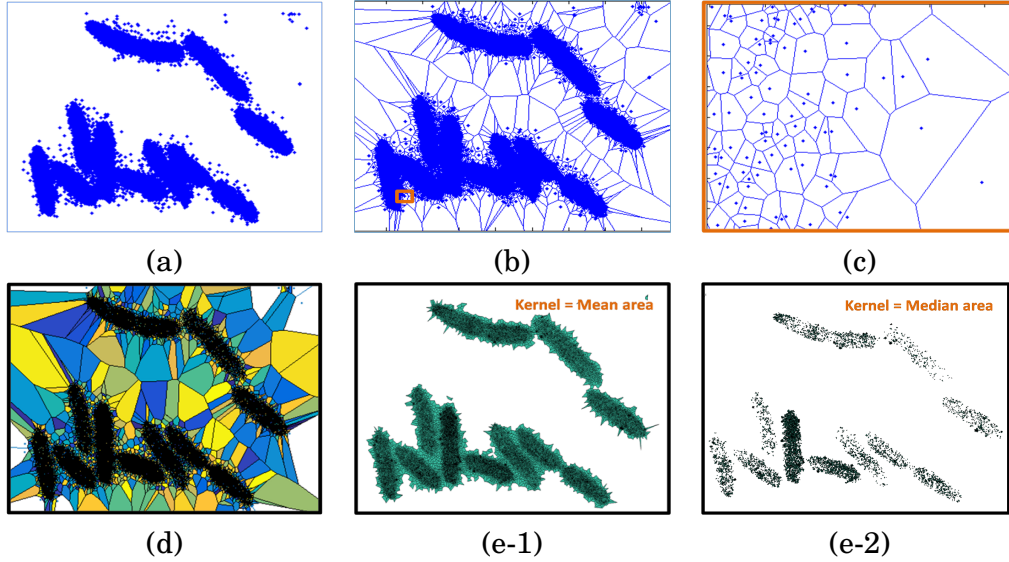 (a)
(b)
(c)
Kernel = Mean area
Kernel = Median area
(d)
(e-1)
(e-2)